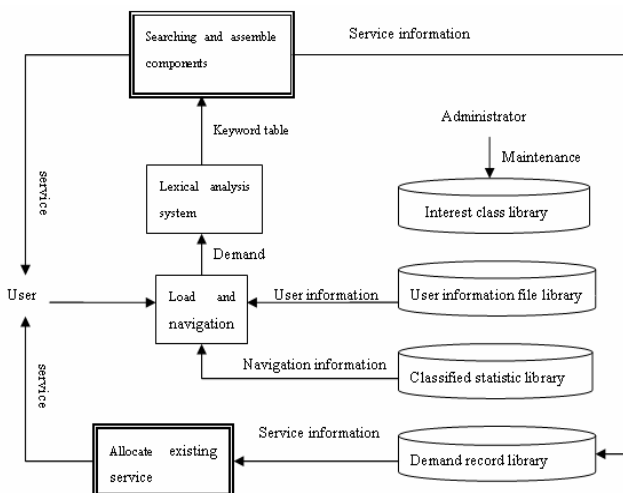 Searching and assemble
components
Service information
Keyword table
Administrator
Maintenance
service
Lexical analysis
system
Interest class library
Demand
User
Load and
navigation
User information
User information file library
Navigation information
Classified statistic library
service
Allocate existing
service
Service information
Demand record library